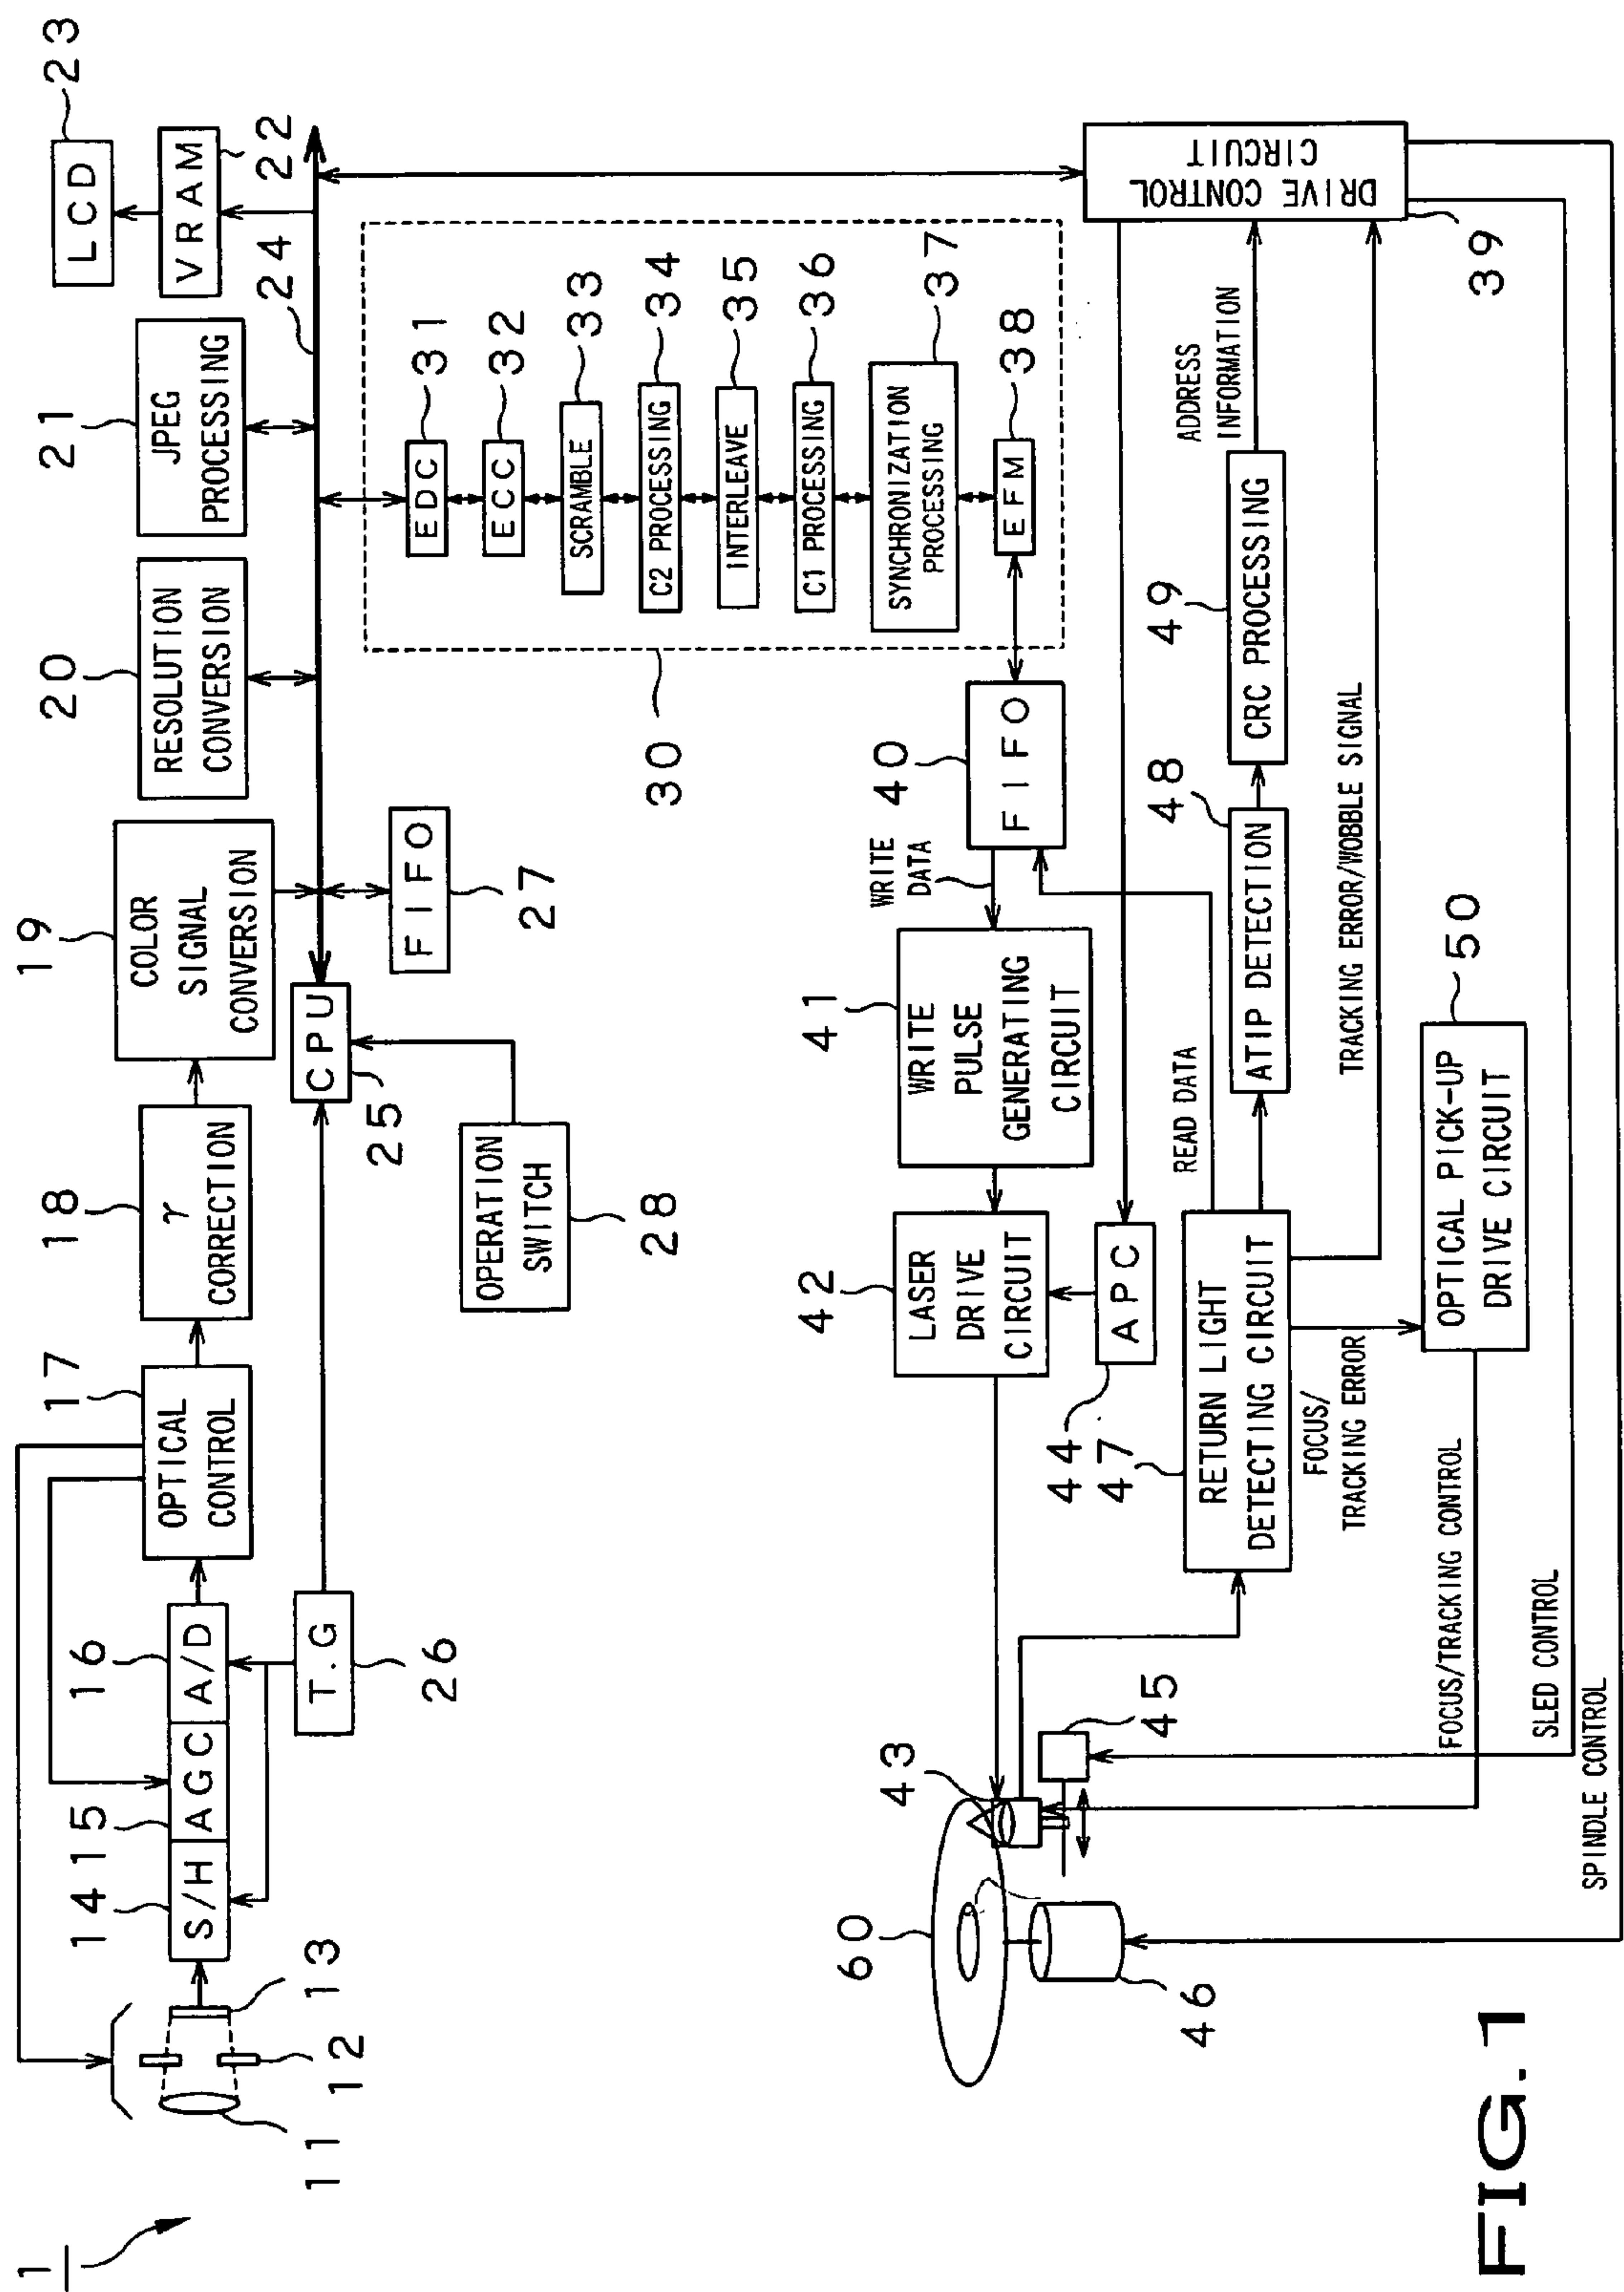 1
11
12
13
14
S/H
15
AGC
16
A/D
T.G
26
17
OPTICAL
CONTROL
18
γ
CORRECTION
19
COLOR
SIGNAL
CONVERSION
20
RESOLUTION
CONVERSION
21
JPEG
PROCESSING
VRAM
22
LCD
23
24
CPU
25
FIFO
27
OPERATION
SWITCH
28
30
EDC
31
ECC
32
SCRAMBLE
33
C2 PROCESSING
34
INTERLEAVE
35
C1 PROCESSING
36
SYNCHRONIZATION
PROCESSING
37
EFM
38
DRIVE CONTROL
CIRCUIT
39
40
FIFO
WRITE
DATA
41
WRITE
PULSE
GENERATING
CIRCUIT
42
LASER
DRIVE
CIRCUIT
APC
44
43
45
60
46
47
RETURN LIGHT
DETECTING CIRCUIT
READ DATA
48
ATIP DETECTION
49
CRC PROCESSING
ADDRESS
INFORMATION
TRACKING ERROR/WOBBLE SIGNAL
FOCUS/
TRACKING ERROR
50
OPTICAL PICK-UP
DRIVE CIRCUIT
FOCUS/TRACKING CONTROL
SLED CONTROL
SPINDLE CONTROL
FIG.1